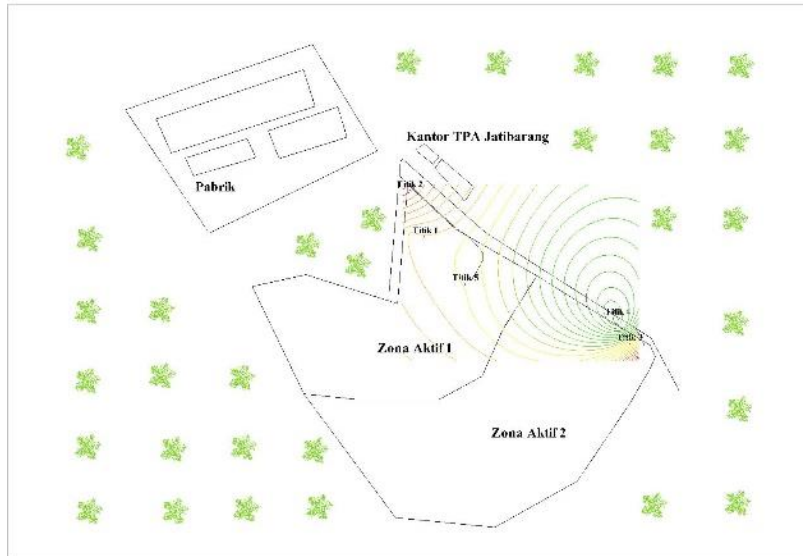 Kantor TPA Jatibarang
Pabrik
Titik 2
Titik 1
Titik 5
Titik 4
Titik 3
Zona Aktif 1
Zona Aktif 2